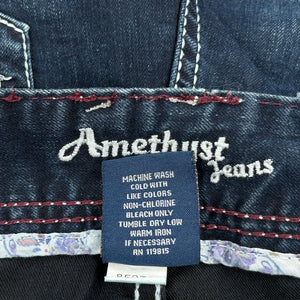 Amethyst
Jeans
MACHINE WASH
COLD WITH
LIKE COLORS
NON-CHLORINE
BLEACH ONLY
TUMBLE DRY LOW
WARM IRON
IF NECESSARY
RN 119815